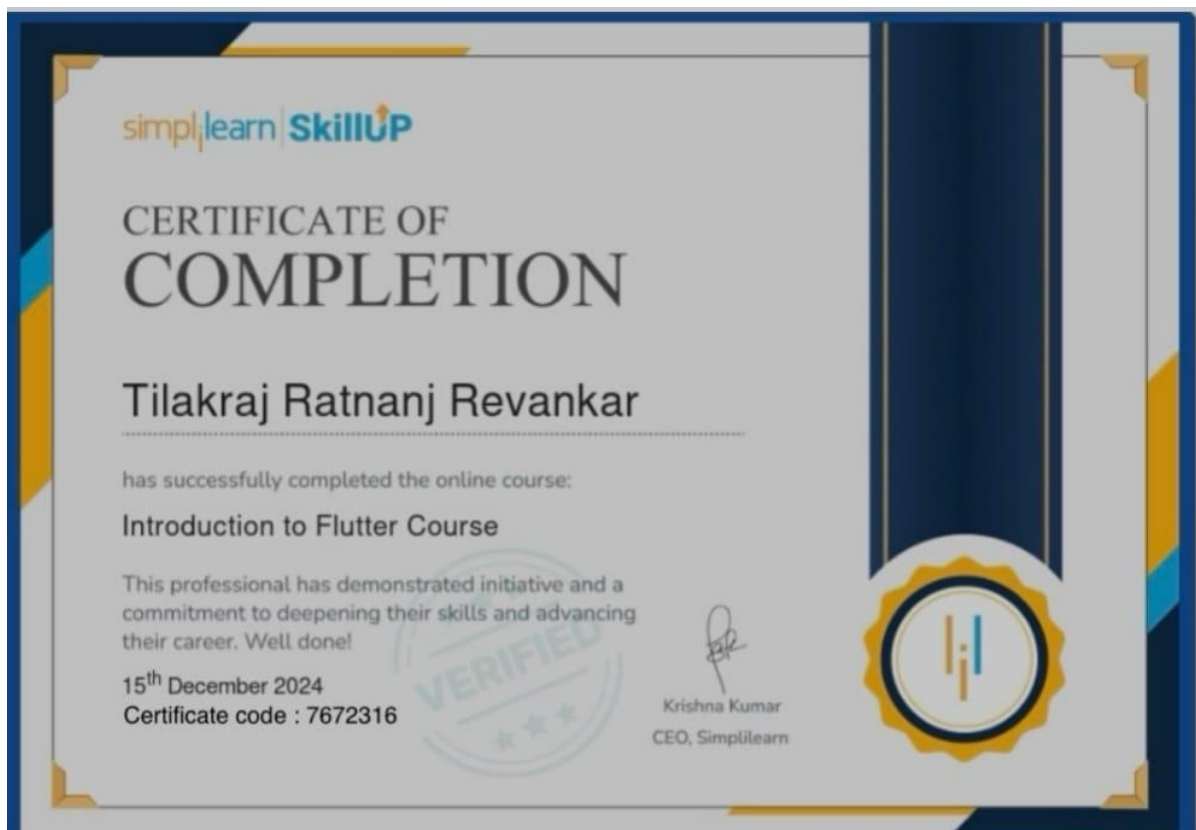 simplilearn | SkillUP
CERTIFICATE OF
COMPLETION
Tilakraj Ratnanj Revankar
has successfully completed the online course:
Introduction to Flutter Course
This professional has demonstrated initiative and a
commitment to deepening their skills and advancing
their career. Well done!
VERIFIED
15th December 2024
Certificate code : 7672316
Krishna Kumar
CEO, Simplilearn